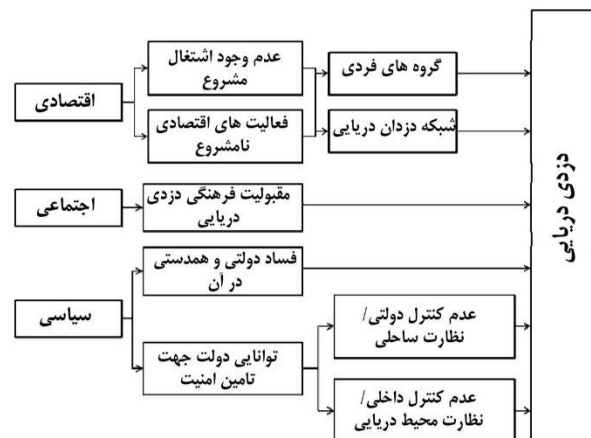 اقتصادی
عدم وجود اشتغال
مشروع
فعالیت های اقتصادی
نامشروع
گروه های فردی
شبکه دزدان دریایی
اجتماعی
مقبولیت فرهنگی دزدی
دریایی
سیاسی
فساد دولتی و همدستی
در آن
توانایی دولت جهت
تامین امنیت
عدم کنترل دولتی/
نظارت ساحلی
عدم کنترل داخلی/
نظارت محیط دریایی
دزدی دریایی